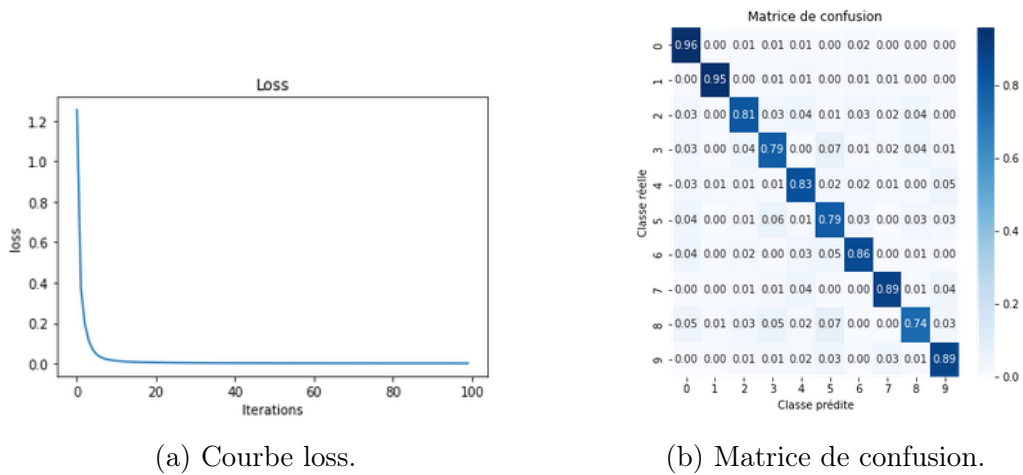 Loss
1.2
1.0
0.8
0.6
0.4
0.2
0.0
loss
0 20 40 60 80 100
Iterations
(a) Courbe loss.
Matrice de confusion
Classe réelle
0 0.96 0.00 0.01 0.01 0.01 0.00 0.02 0.00 0.00 0.00
1 0.00 0.95 0.00 0.01 0.01 0.00 0.01 0.01 0.00 0.00
2 0.03 0.00 0.81 0.03 0.04 0.01 0.03 0.02 0.04 0.00
3 0.03 0.00 0.04 0.79 0.00 0.07 0.01 0.02 0.04 0.01
4 0.03 0.01 0.01 0.01 0.83 0.02 0.02 0.01 0.00 0.05
5 0.04 0.00 0.01 0.06 0.01 0.79 0.03 0.00 0.03 0.03
6 0.04 0.00 0.02 0.00 0.03 0.05 0.86 0.00 0.01 0.00
7 0.00 0.00 0.01 0.01 0.04 0.00 0.00 0.89 0.01 0.04
8 0.05 0.01 0.03 0.05 0.02 0.07 0.00 0.00 0.74 0.03
9 0.00 0.00 0.01 0.01 0.02 0.03 0.00 0.03 0.01 0.89
0 1 2 3 4 5 6 7 8 9
Classe prédite
0.8
0.6
0.4
0.2
0.0
(b) Matrice de confusion.